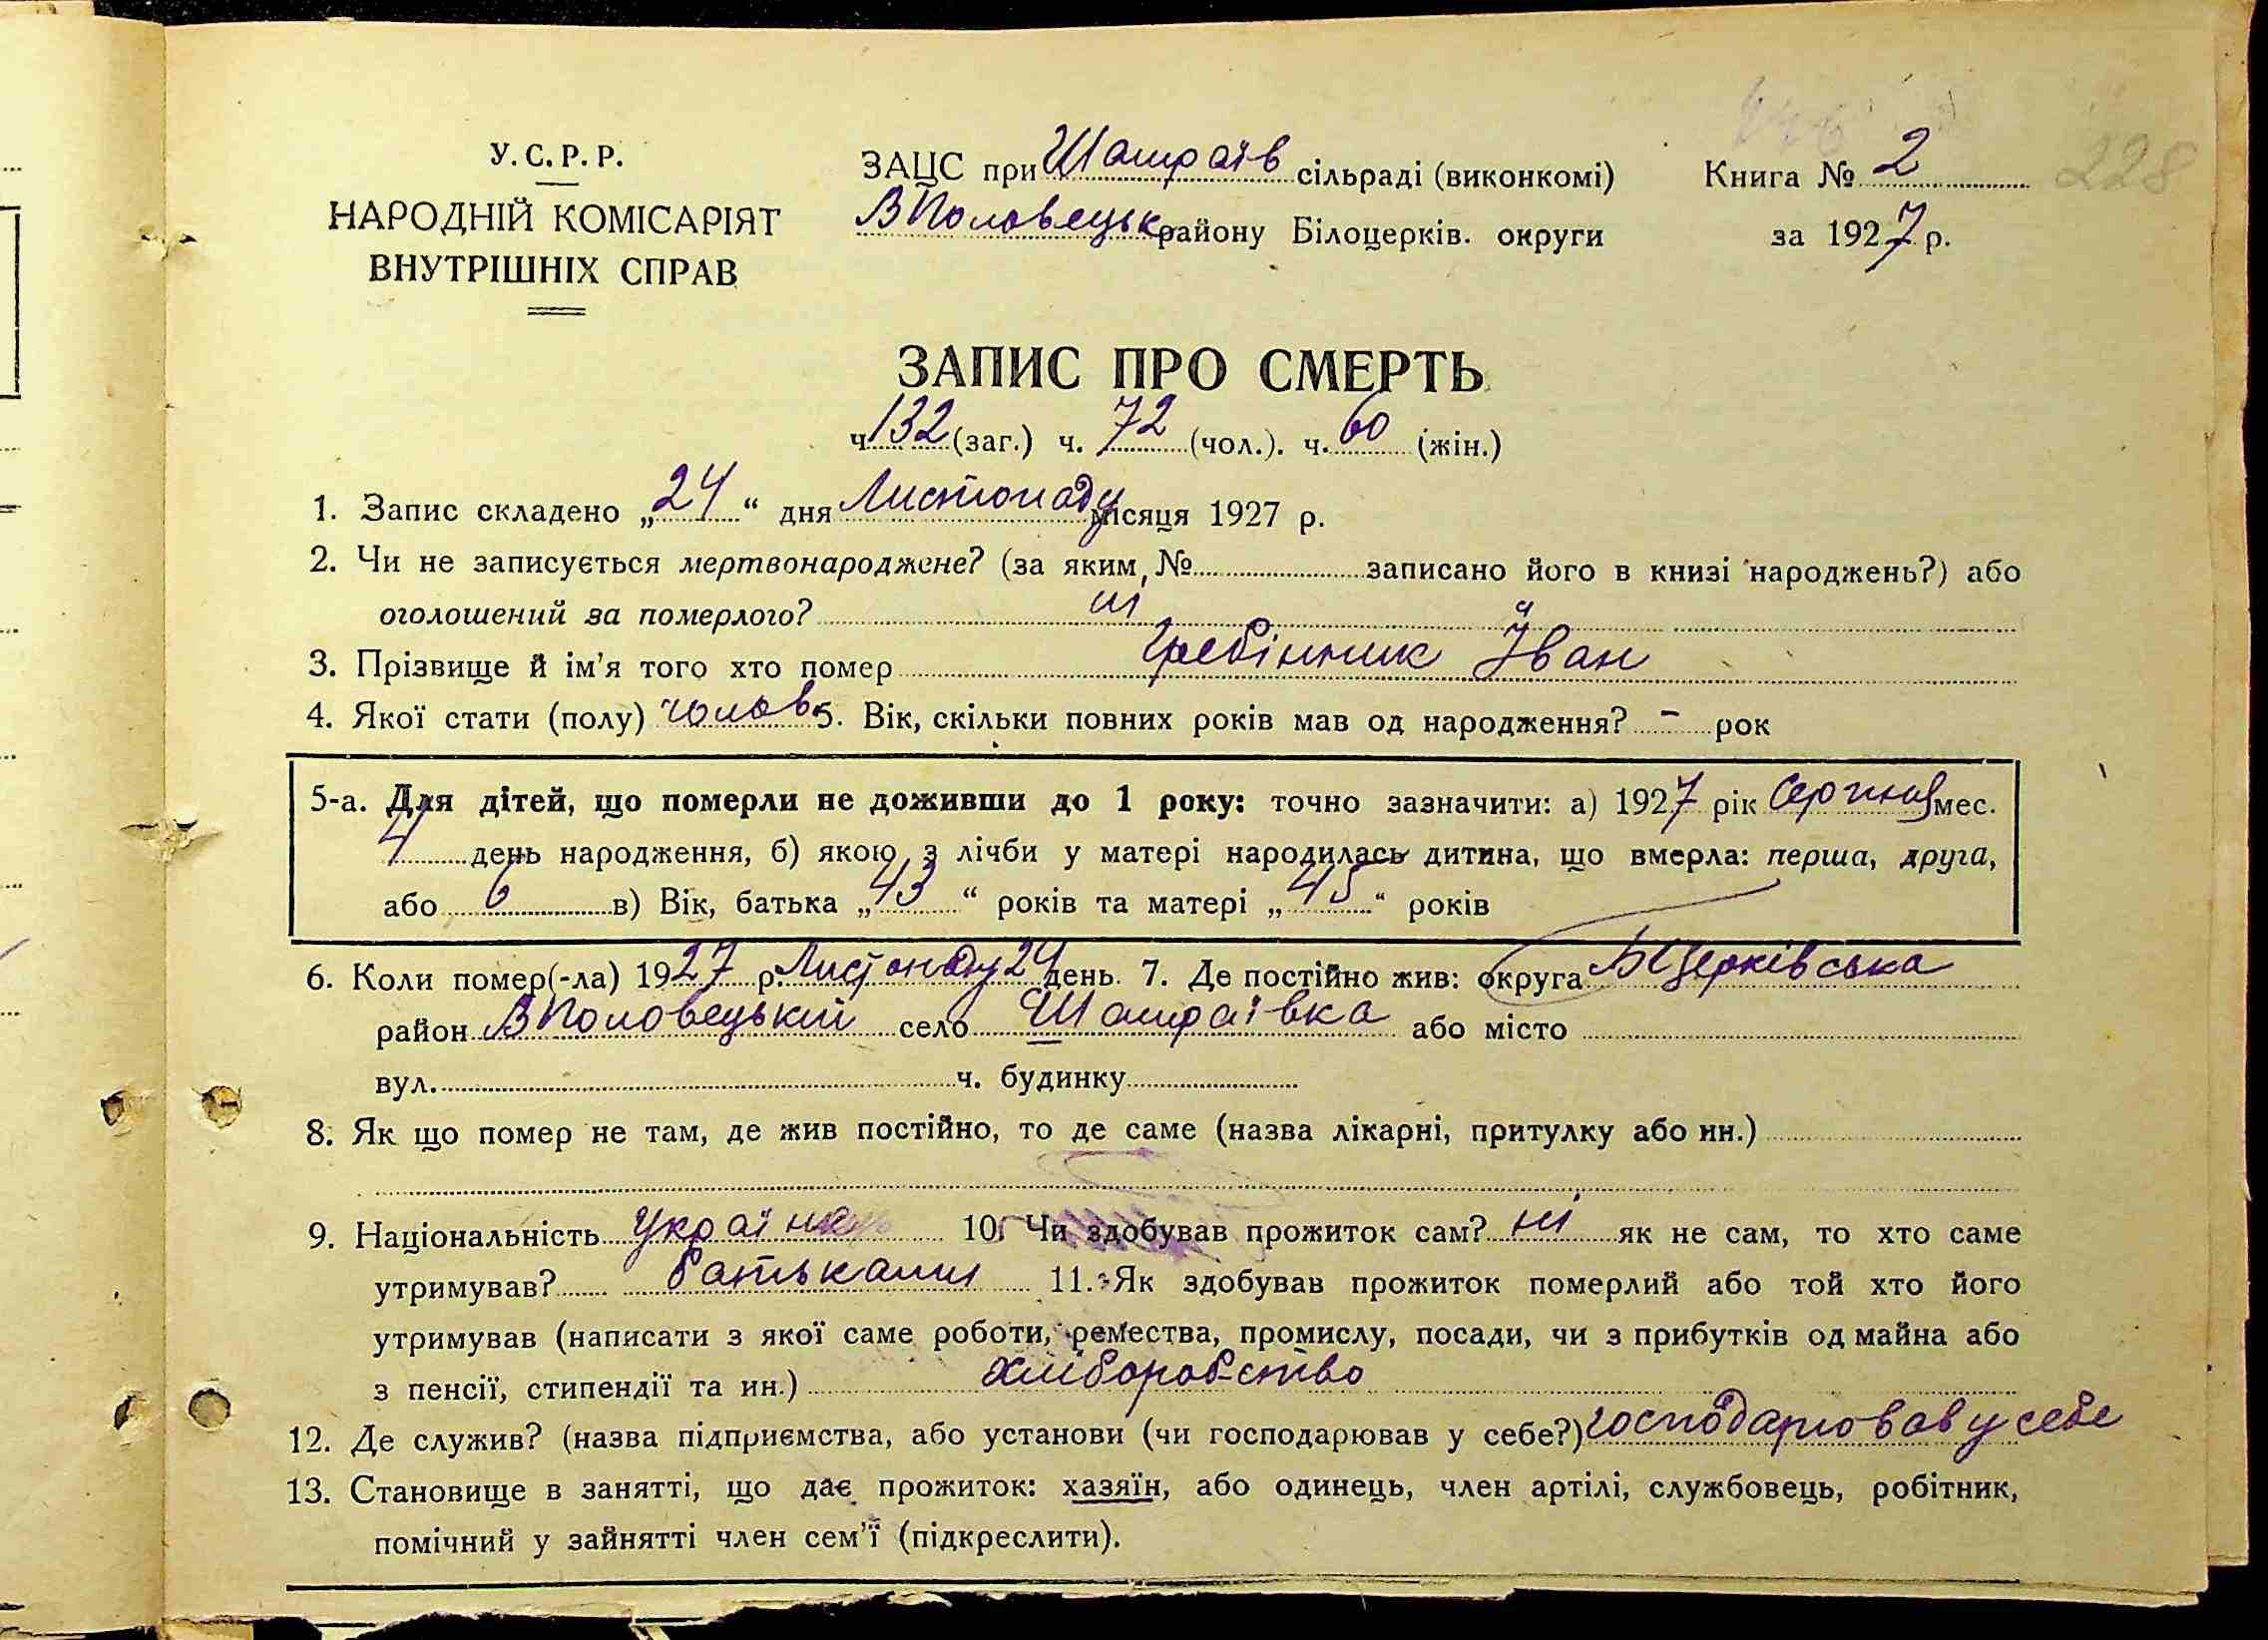 У.С.Р.Р.
НАРОДНІЙ КОМІСАРІЯТ
ВНУТРІШНІХ СПРАВ
ЗАЦС при Шамраїв сільраді (виконкомі)
ВПоловецьк району Білоцерків. округи
Книга № 2
228
за 1927 р.
ЗАПИС ПРО СМЕРТЬ
ч. 132 (заг.) ч. 72 (чол.). ч. 60 (жін.)
1. Запис складено „24“ дня Листопаду місяця 1927 р.
2. Чи не записується мертвонароджене? (за яким, № записано його в книзі народжень?) або
оголошений за померлого? ні
3. Прізвище й ім’я того хто помер Гребінник Іван
4. Якої стати (полу) чолов 5. Вік, скільки повних років мав од народження? - рок
5-а. Для дітей, що померли не доживши до 1 року: точно зазначити: а) 1927 рік Серпня мес.
4 день народження, б) якою з лічби у матері народилась дитина, що вмерла: перша, друга,
або 6 в) Вік, батька „43“ років та матері „45“ років
6. Коли помер(-ла) 1927 р. Листопаду 24 день. 7. Де постійно жив: округа БЦерківська
район ВПоловецький село Шамраївка або місто
вул. ч. будинку
8. Як що помер не там, де жив постійно, то де саме (назва лікарні, притулку або ин.)
9. Національність україн 10. Чи здобував прожиток сам? ні як не сам, то хто саме
утримував? батьками 11. Як здобував прожиток померлий або той хто його
утримував (написати з якої саме роботи, ремества, промислу, посади, чи з прибутків од майна або
з пенсії, стипендії та ин.) хліборобство
12. Де служив? (назва підприємства, або установи (чи господарював у себе?) господарював у себе
13. Становище в занятті, що дає прожиток: хазяїн, або одинець, член артілі, службовець, робітник,
помічний у зайнятті член сем’ї (підкреслити).